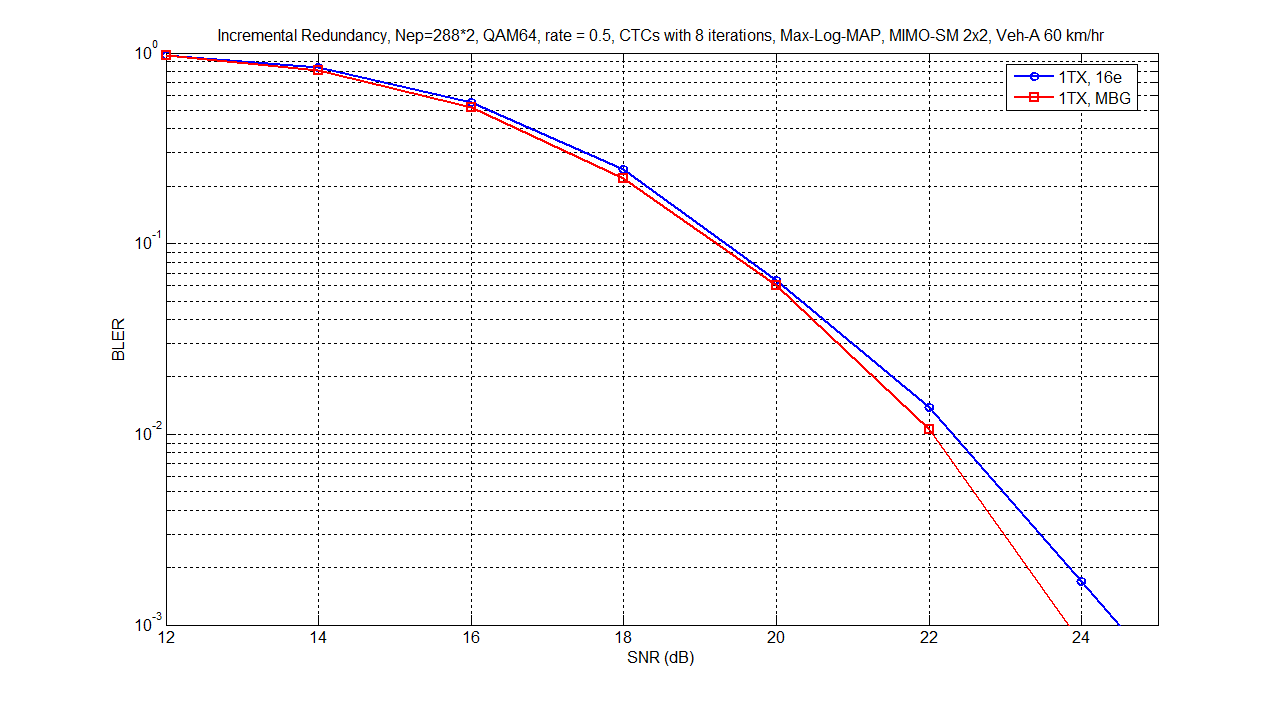 Incremental Redundancy, Nep=288*2, QAM64, rate = 0.5, CTCs with 8 iterations, Max-Log-MAP, MIMO-SM 2x2, Veh-A 60 km/hr
1TX, 16e
1TX, MBG
10^0
10^-1
10^-2
10^-3
BLER
12 14 16 18 20 22 24
SNR (dB)